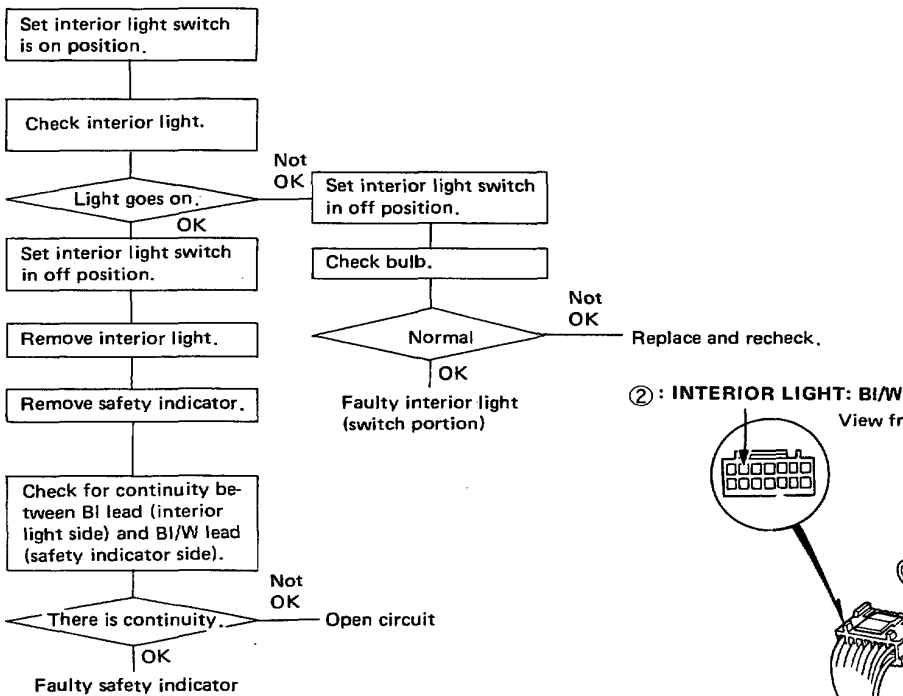 Set interior light switch
is on position.
Check interior light.
Light goes on.
Not
OK
OK
Set interior light switch
in off position.
Check bulb.
Normal
Not
OK
Replace and recheck.
OK
Faulty interior light
(switch portion)
Set interior light switch
in off position.
Remove interior light.
Remove safety indicator.
Check for continuity be-
tween Bl lead (interior
light side) and Bl/W lead
(safety indicator side).
There is continuity.
Not
OK
Open circuit
OK
Faulty safety indicator
②: INTERIOR LIGHT: Bl/W
View